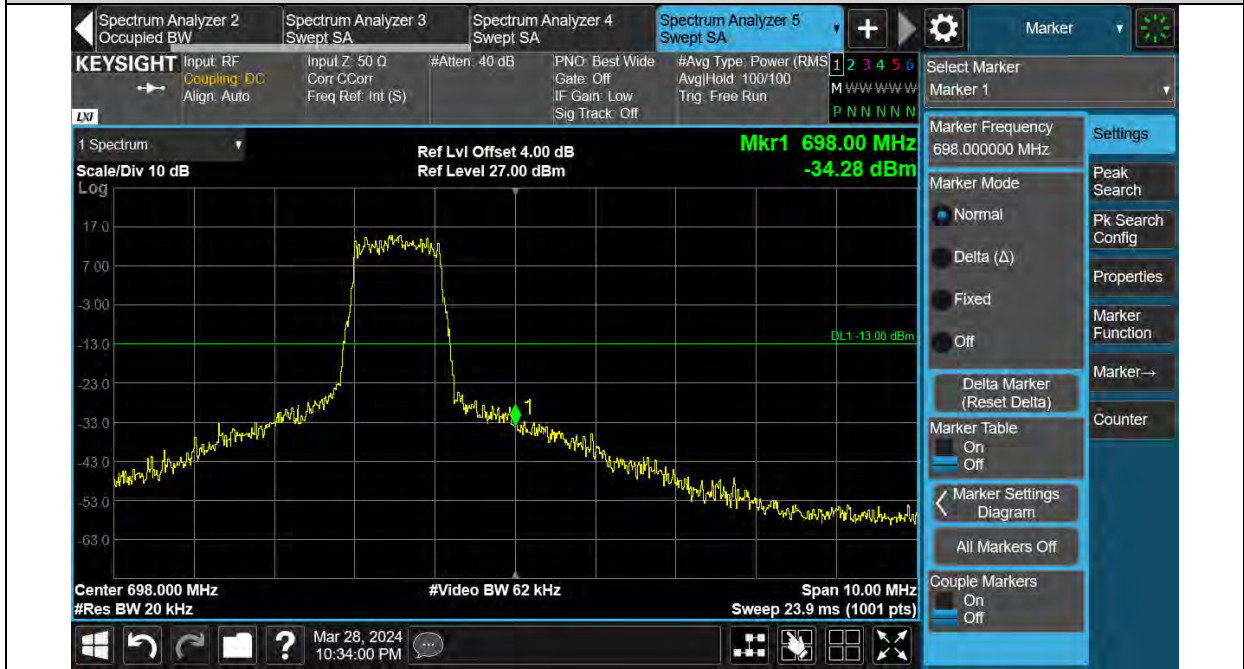 Spectrum Analyzer 2
Occupied BW
Spectrum Analyzer 3
Swept SA
Spectrum Analyzer 4
Swept SA
Spectrum Analyzer 5
Swept SA
+
Marker
KEYSIGHT
Input: RF
Coupling: DC
Align: Auto
Input Z: 50 Ω
Corr CCorr
Freq Ref: Int (S)
#Atten: 40 dB
PNO: Best Wide
Gate: Off
IF Gain: Low
Sig Track: Off
#Avg Type: Power (RMS
Avg|Hold: 100/100
Trig: Free Run
1 2 3 4 5 6
M W W W W W
P N N N N N
LXI
Select Marker
Marker 1
1 Spectrum
Scale/Div 10 dB
Log
Ref Lvl Offset 4.00 dB
Ref Level 27.00 dBm
Mkr1 698.00 MHz
-34.28 dBm
17.0
7.00
-3.00
-13.0
-23.0
-33.0
-43.0
-53.0
-63.0
DL1 -13.00 dBm
1
Center 698.000 MHz
#Res BW 20 kHz
#Video BW 62 kHz
Span 10.00 MHz
Sweep 23.9 ms (1001 pts)
Marker Frequency
698.000000 MHz
Marker Mode
Normal
Delta (Δ)
Fixed
Off
Delta Marker
(Reset Delta)
Marker Table
On
Off
Marker Settings
Diagram
All Markers Off
Couple Markers
On
Off
Settings
Peak
Search
Pk Search
Config
Properties
Marker
Function
Marker→
Counter
?
Mar 28, 2024
10:34:00 PM